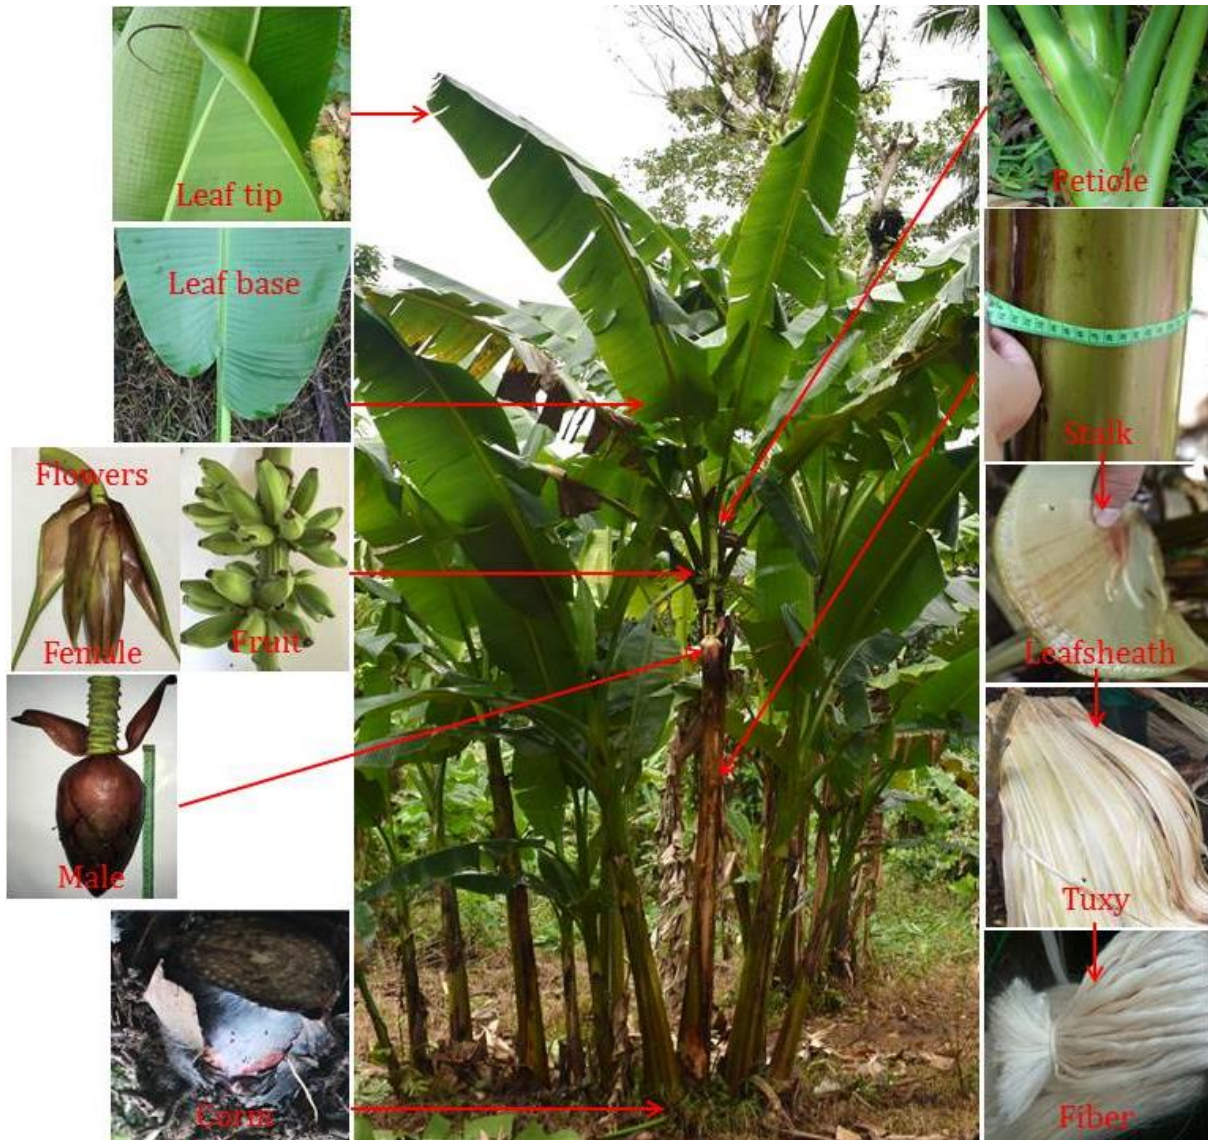 Leaf tip
Leaf base
Flowers
Female
Fruit
Male
Corm
Petiole
Stalk
Leafsheath
Tuxy
Fiber